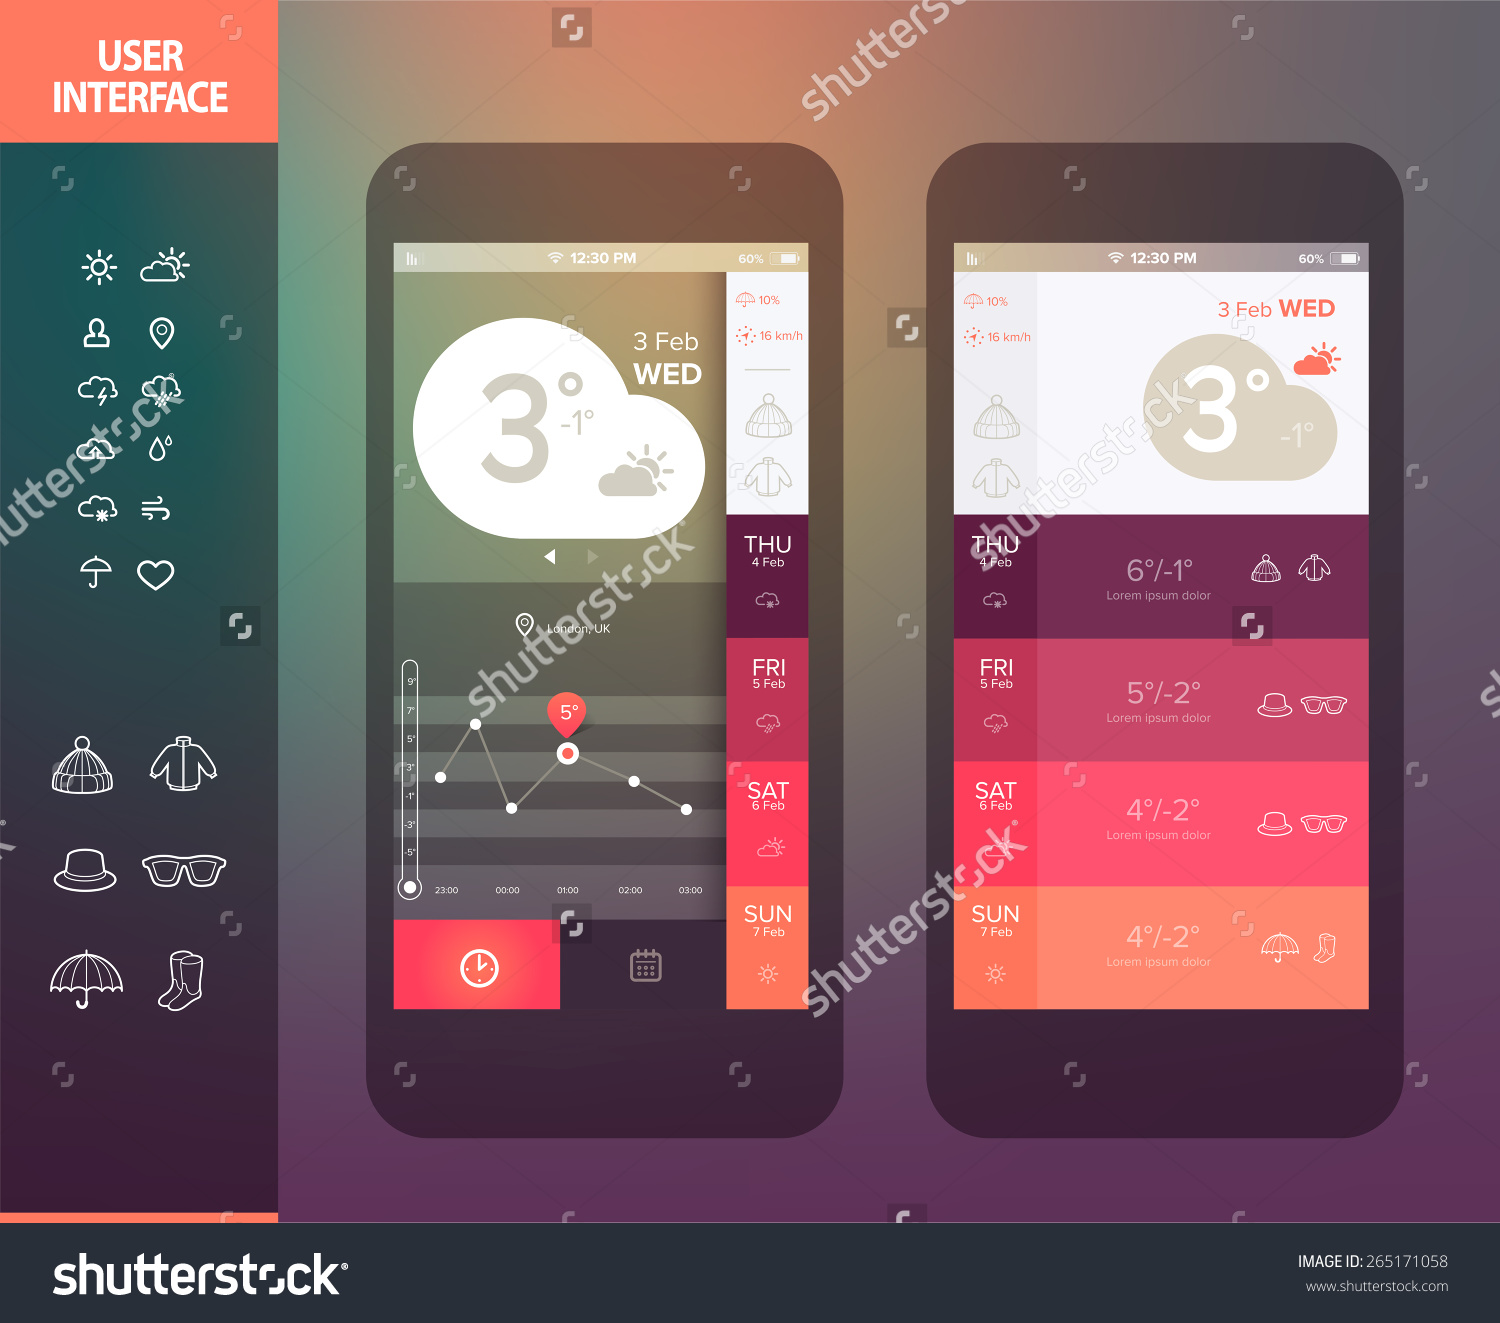 USER
INTERFACE
12:30 PM
60%
3 Feb
WED
3°
-1°
10%
16 km/h
London, UK
9°
7°
5°
3°
-1°
-3°
-5°
5°
23:00
00:00
01:00
02:00
03:00
THU
4 Feb
FRI
5 Feb
SAT
6 Feb
SUN
7 Feb
12:30 PM
60%
10%
16 km/h
3 Feb WED
3°
-1°
THU
4 Feb
6°/-1°
Lorem ipsum dolor
FRI
5 Feb
5°/-2°
Lorem ipsum dolor
SAT
6 Feb
4°/-2°
Lorem ipsum dolor
SUN
7 Feb
4°/-2°
Lorem ipsum dolor
shutterstock
shutterstock
shutterstock
shutterstock
shutterstock
shutterstock®
IMAGE ID: 265171058
www.shutterstock.com